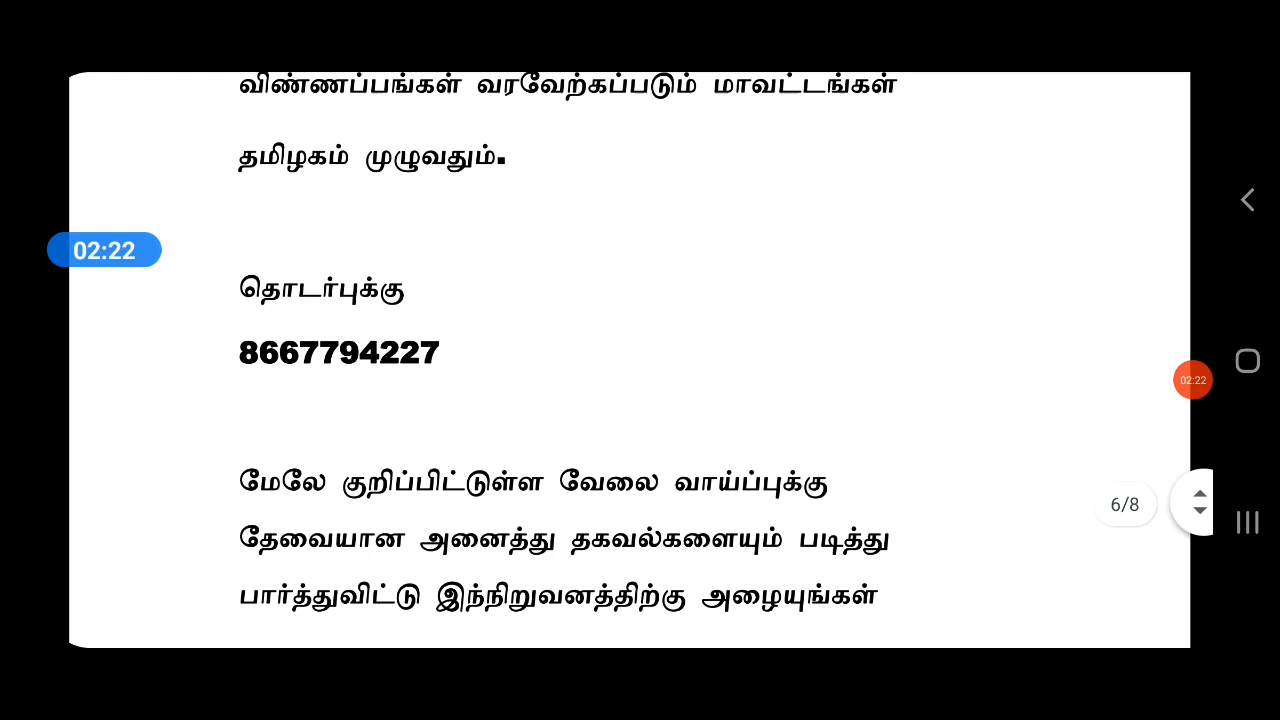 விண்ணப்பங்கள் வரவேற்கப்படும் மாவட்டங்கள்
தமிழகம் முழுவதும்.
02:22
தொடர்புக்கு
8667794227
02:22
மேலே குறிப்பிட்டுள்ள வேலை வாய்ப்புக்கு
6/8
தேவையான அனைத்து தகவல்களையும் படித்து
பார்த்துவிட்டு இந்நிறுவனத்திற்கு அழையுங்கள்